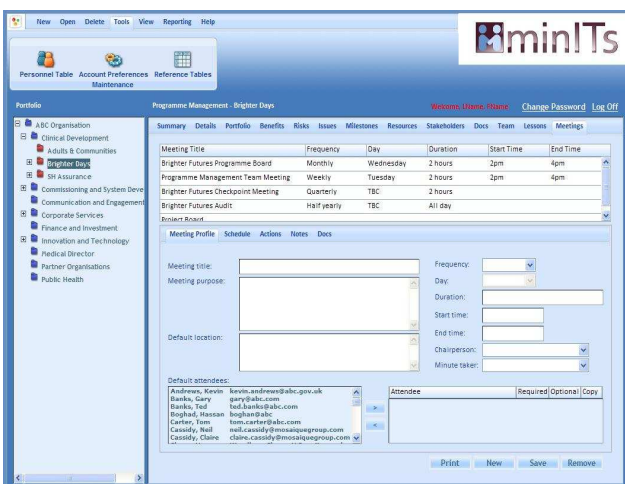 New Open Delete Tools View Reporting Help
minITs
Personnel Table Account Preferences Reference Tables
Maintenance
Portfolio
Programme Management - Brighter Days
Welcome, LName, FName Change Password Log Off
ABC Organisation
Clinical Development
Adults & Communities
Brighter Days
SH Assurance
Commissioning and System Deve
Communication and Engagement
Corporate Services
Finance and Investment
Innovation and Technology
Medical Director
Partner Organisations
Public Health
Summary Details Portfolio Benefits Risks Issues Milestones Resources Stakeholders Docs Team Lessons Meetings
Meeting Title Frequency Day Duration Start Time End Time
Brighter Futures Programme Board Monthly Wednesday 2 hours 2pm 4pm
Programme Management Team Meeting Weekly Tuesday 2 hours 2pm 4pm
Brighter Futures Checkpoint Meeting Quarterly TBC 2 hours
Brighter Futures Audit Half yearly TBC All day
Project Board
Meeting Profile Schedule Actions Notes Docs
Meeting title:
Meeting purpose:
Default location:
Frequency:
Day:
Duration:
Start time:
End time:
Chairperson:
Minute taker:
Default attendees:
Andrews, Kevin kevin.andrews@abc.gov.uk
Banks, Gary gary@abc.com
Banks, Ted ted.banks@abc.com
Boghad, Hassan boghan@abc
Carter, Tom tom.carter@abc.com
Cassidy, Neil neil.cassidy@mosaiquegroup.com
Cassidy, Claire claire.cassidy@mosaiquegroup.com
> <
Attendee Required Optional Copy
Print New Save Remove